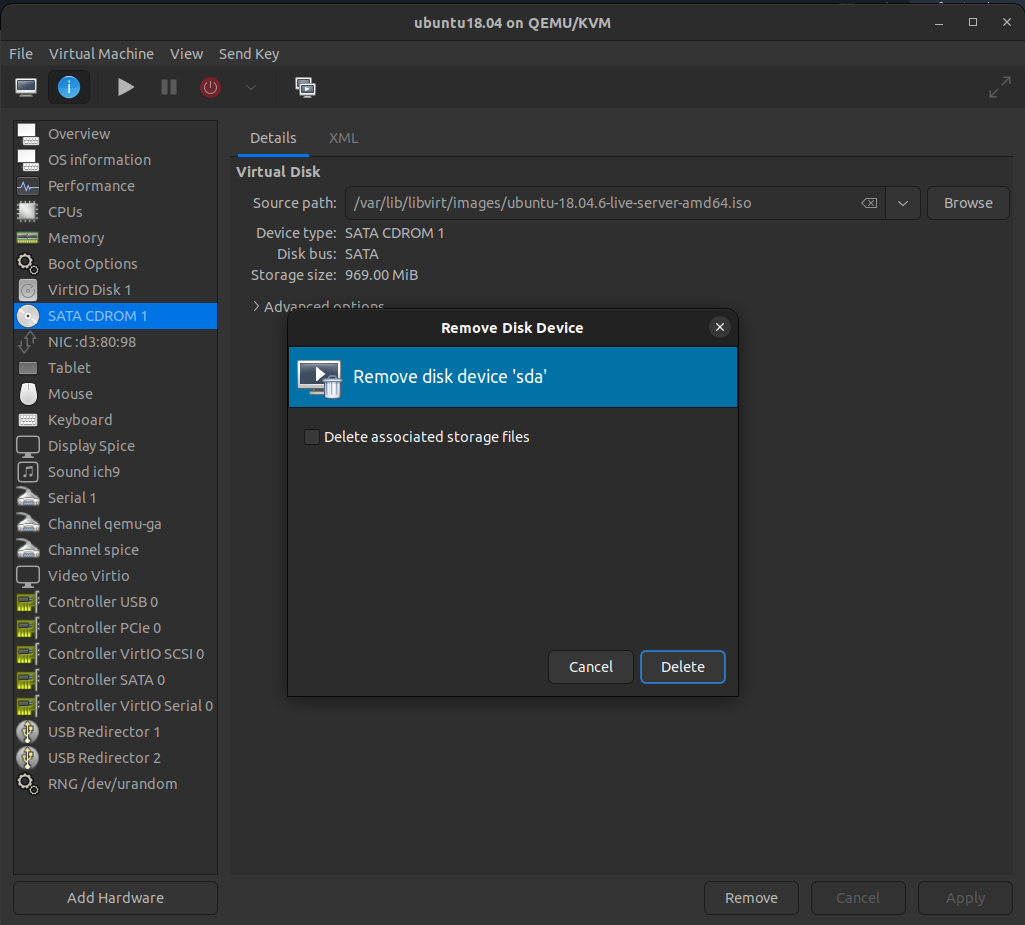 ubuntu18.04 on QEMU/KVM
File Virtual Machine View Send Key
Overview
OS information
Performance
CPUs
Memory
Boot Options
VirtIO Disk 1
SATA CDROM 1
NIC :d3:80:98
Tablet
Mouse
Keyboard
Display Spice
Sound ich9
Serial 1
Channel qemu-ga
Channel spice
Video Virtio
Controller USB 0
Controller PCIe 0
Controller VirtIO SCSI 0
Controller SATA 0
Controller VirtIO Serial 0
USB Redirector 1
USB Redirector 2
RNG /dev/urandom
Add Hardware
Details XML
Virtual Disk
Source path: /var/lib/libvirt/images/ubuntu-18.04.6-live-server-amd64.iso Browse
Device type: SATA CDROM 1
Disk bus: SATA
Storage size: 969.00 MiB
Advanced options
Remove Disk Device
Remove disk device 'sda'
Delete associated storage files
Cancel Delete
Remove Cancel Apply